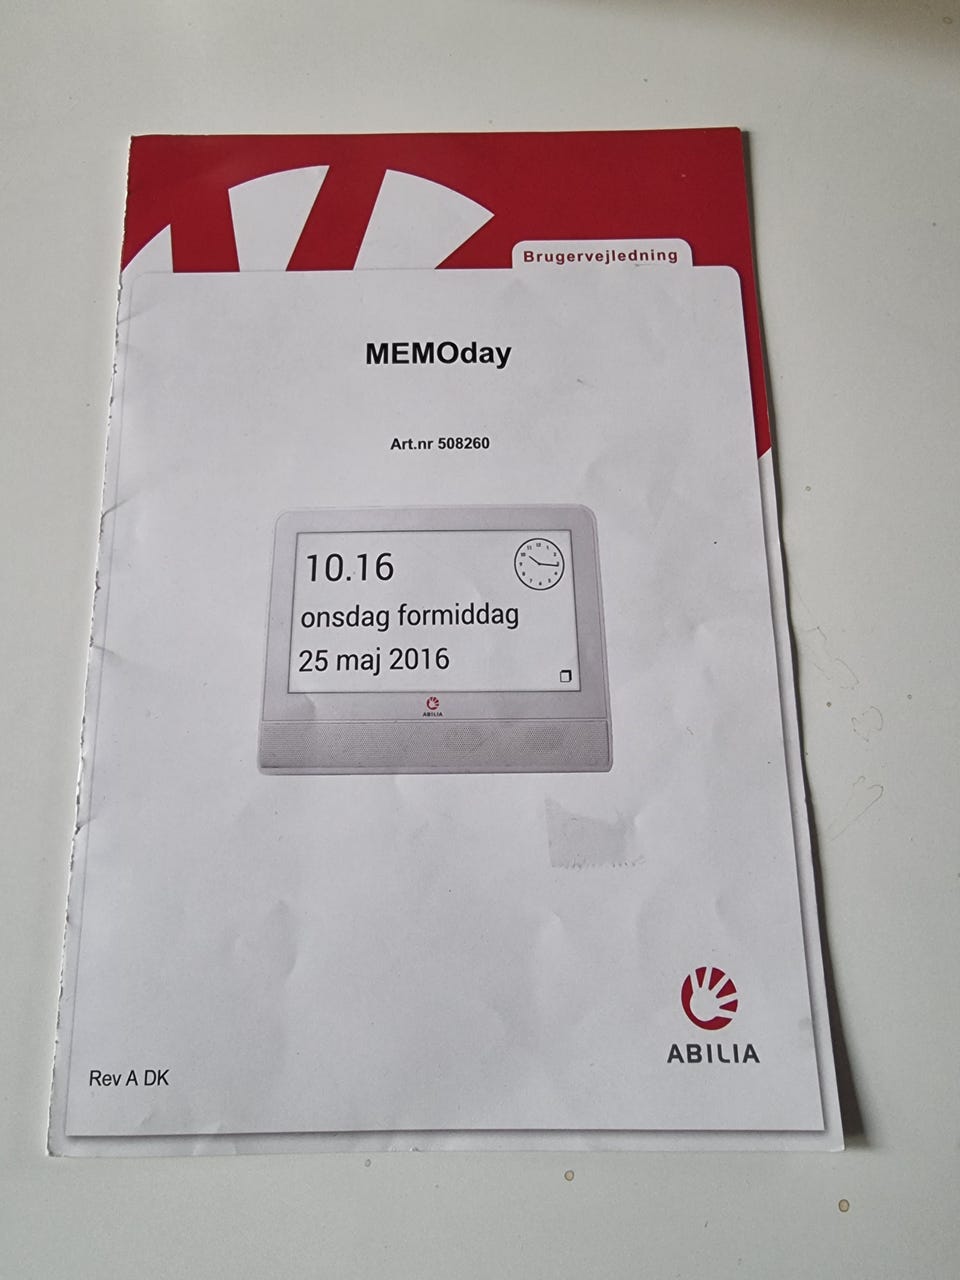 Brugervejledning
MEMOday
Art.nr 508260
10.16
onsdag formiddag
25 maj 2016
ABILIA
ABILIA
Rev A DK